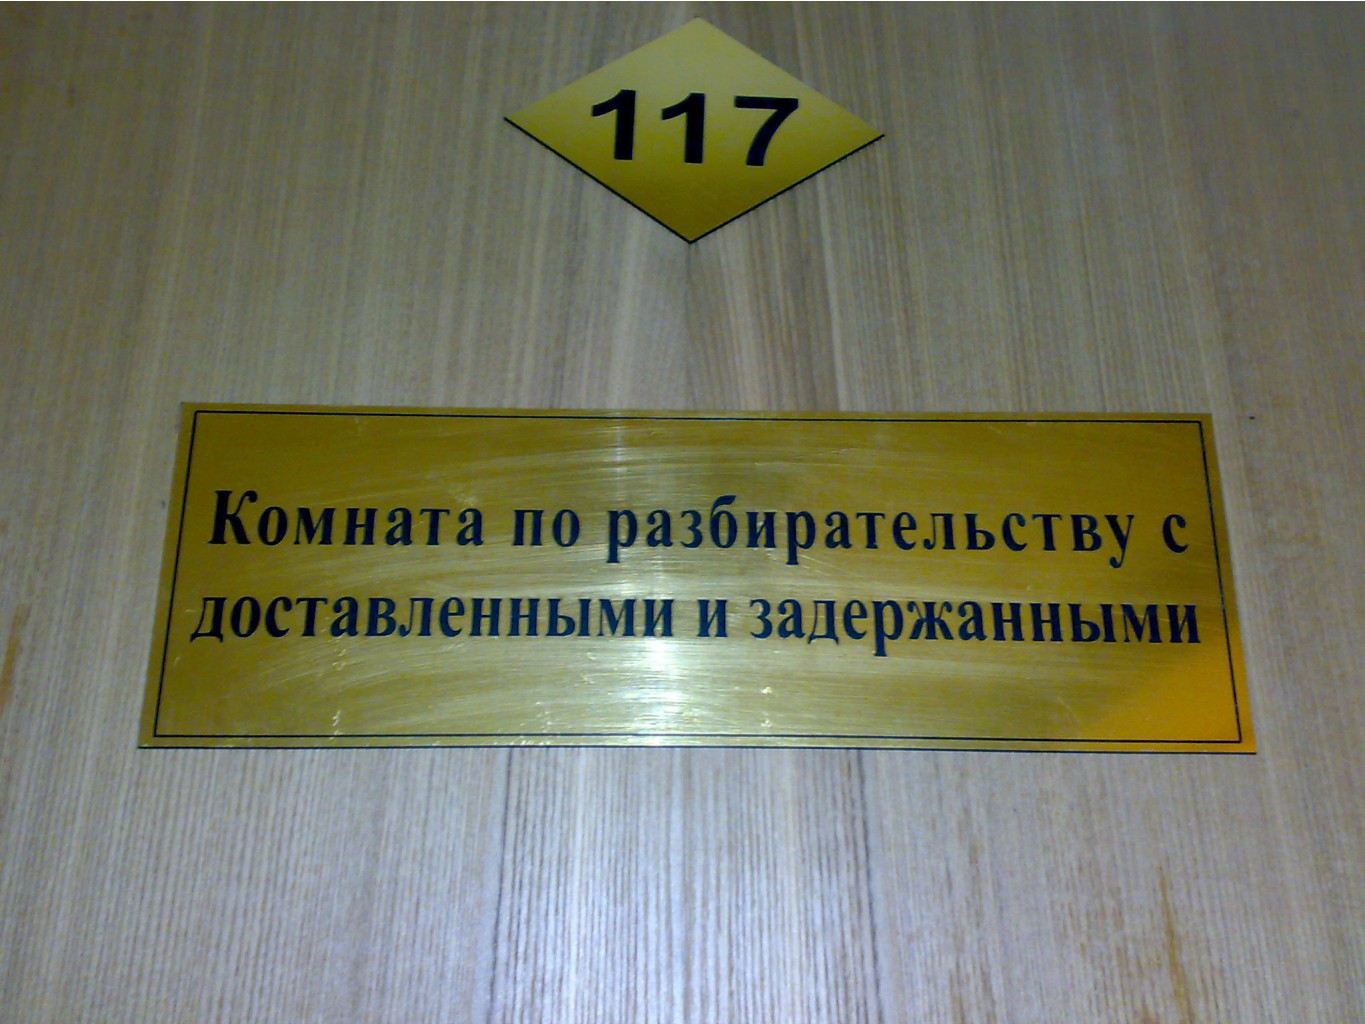 117
Комната по разбирательству с
доставленными и задержанными